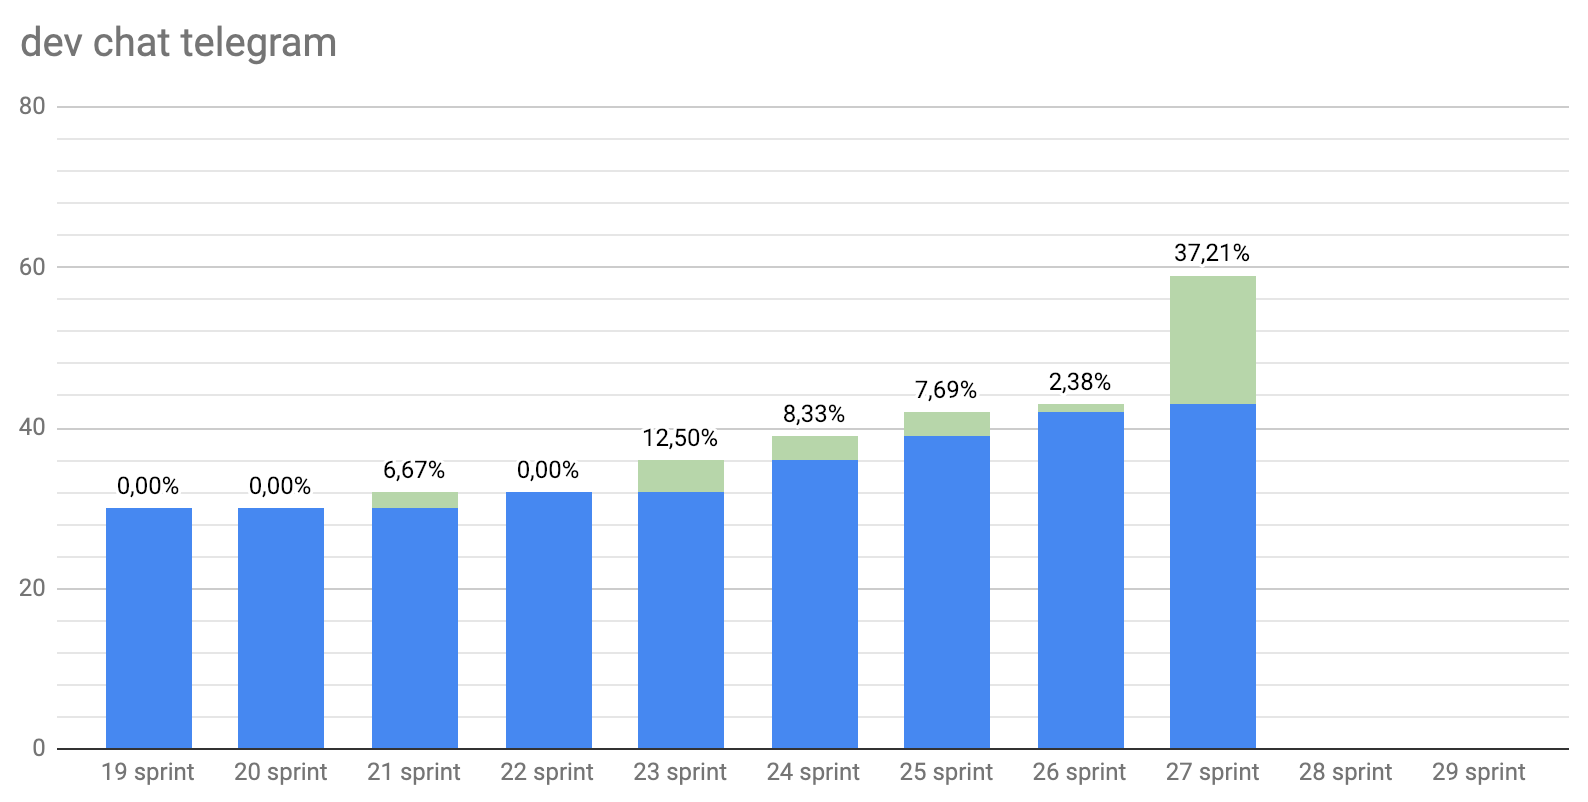 dev chat telegram
80
60
40
20
0
37,21%
2,38%
7,69%
8,33%
12,50%
6,67%
0,00%
0,00%
0,00%
19 sprint
20 sprint
21 sprint
22 sprint
23 sprint
24 sprint
25 sprint
26 sprint
27 sprint
28 sprint
29 sprint